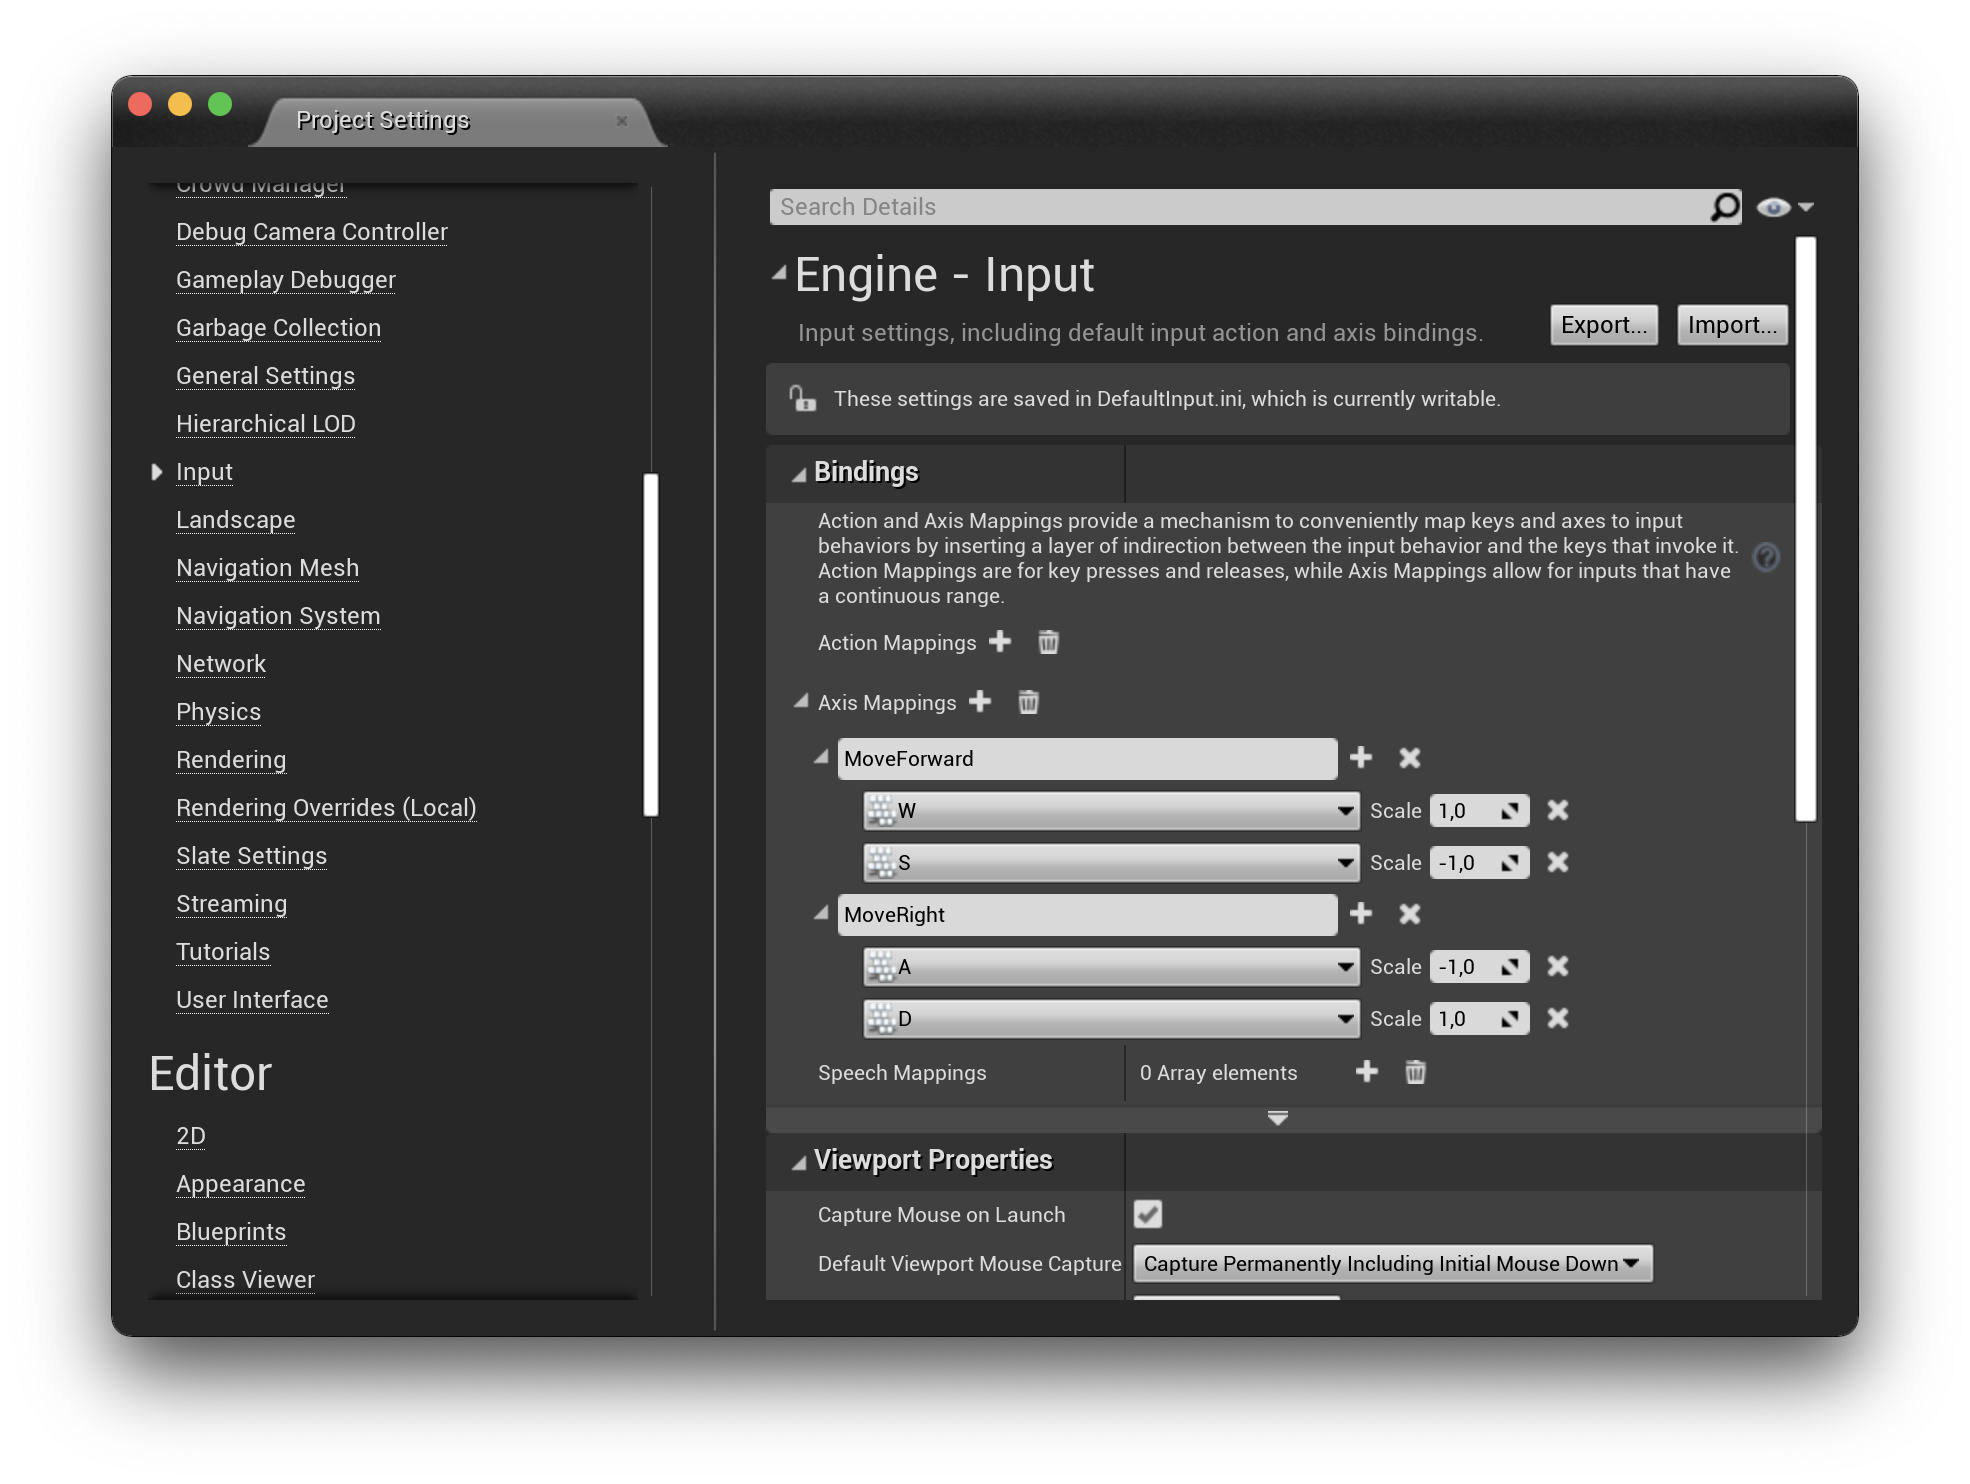 Project Settings
Crowd Manager
Debug Camera Controller
Gameplay Debugger
Garbage Collection
General Settings
Hierarchical LOD
Input
Landscape
Navigation Mesh
Navigation System
Network
Physics
Rendering
Rendering Overrides (Local)
Slate Settings
Streaming
Tutorials
User Interface
Editor
2D
Appearance
Blueprints
Class Viewer
Search Details
Engine - Input
Input settings, including default input action and axis bindings.
Export...
Import...
These settings are saved in DefaultInput.ini, which is currently writable.
Bindings
Action and Axis Mappings provide a mechanism to conveniently map keys and axes to input
behaviors by inserting a layer of indirection between the input behavior and the keys that invoke it.
Action Mappings are for key presses and releases, while Axis Mappings allow for inputs that have
a continuous range.
Action Mappings
Axis Mappings
MoveForward
W Scale 1,0
S Scale -1,0
MoveRight
A Scale -1,0
D Scale 1,0
Speech Mappings 0 Array elements
Viewport Properties
Capture Mouse on Launch
Default Viewport Mouse Capture Capture Permanently Including Initial Mouse Down